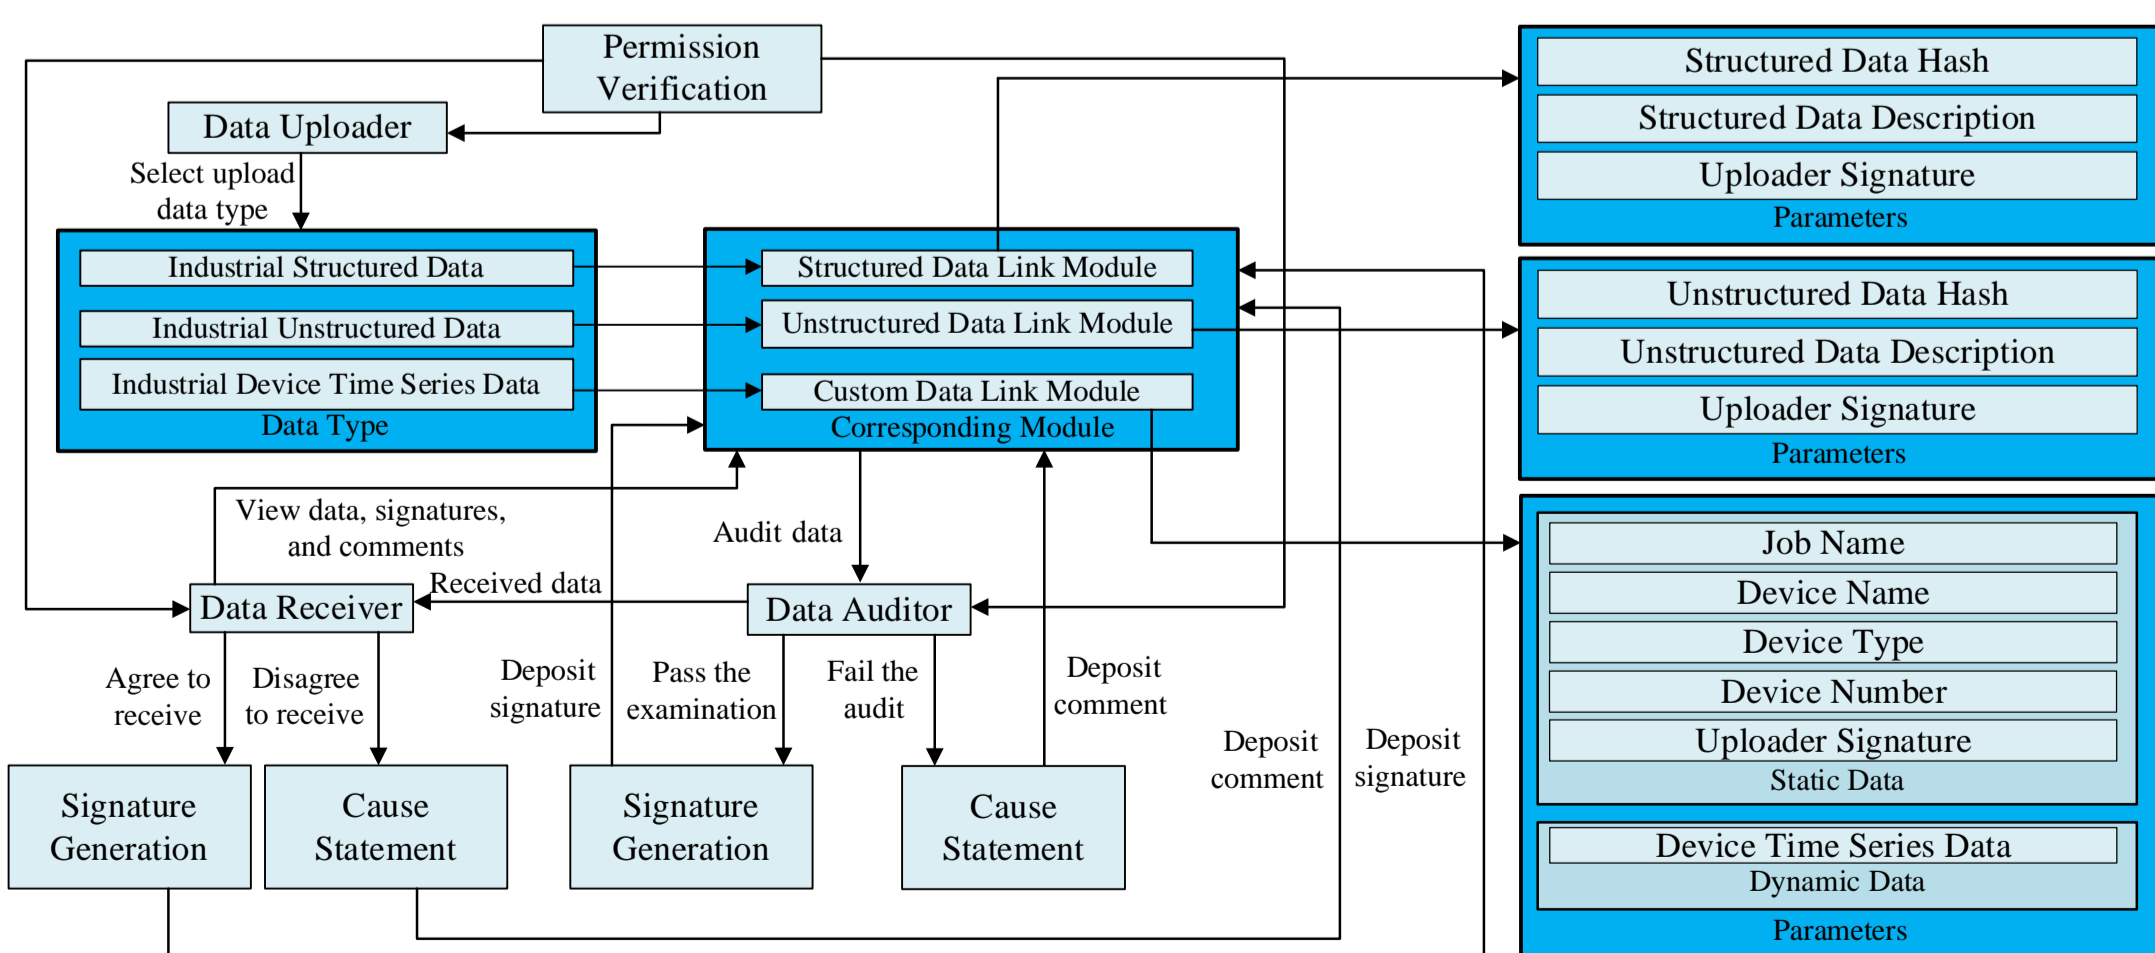 Permission
Verification
Data Uploader
Select upload
data type
Industrial Structured Data
Industrial Unstructured Data
Industrial Device Time Series Data
Data Type
Structured Data Link Module
Unstructured Data Link Module
Custom Data Link Module
Corresponding Module
Structured Data Hash
Structured Data Description
Uploader Signature
Parameters
Unstructured Data Hash
Unstructured Data Description
Uploader Signature
Parameters
View data, signatures,
and comments
Audit data
Received data
Data Receiver
Data Auditor
Agree to
receive
Disagree
to receive
Deposit
signature
Pass the
examination
Fail the
audit
Deposit
comment
Deposit
comment
Deposit
signature
Signature
Generation
Cause
Statement
Signature
Generation
Cause
Statement
Job Name
Device Name
Device Type
Device Number
Uploader Signature
Static Data
Device Time Series Data
Dynamic Data
Parameters